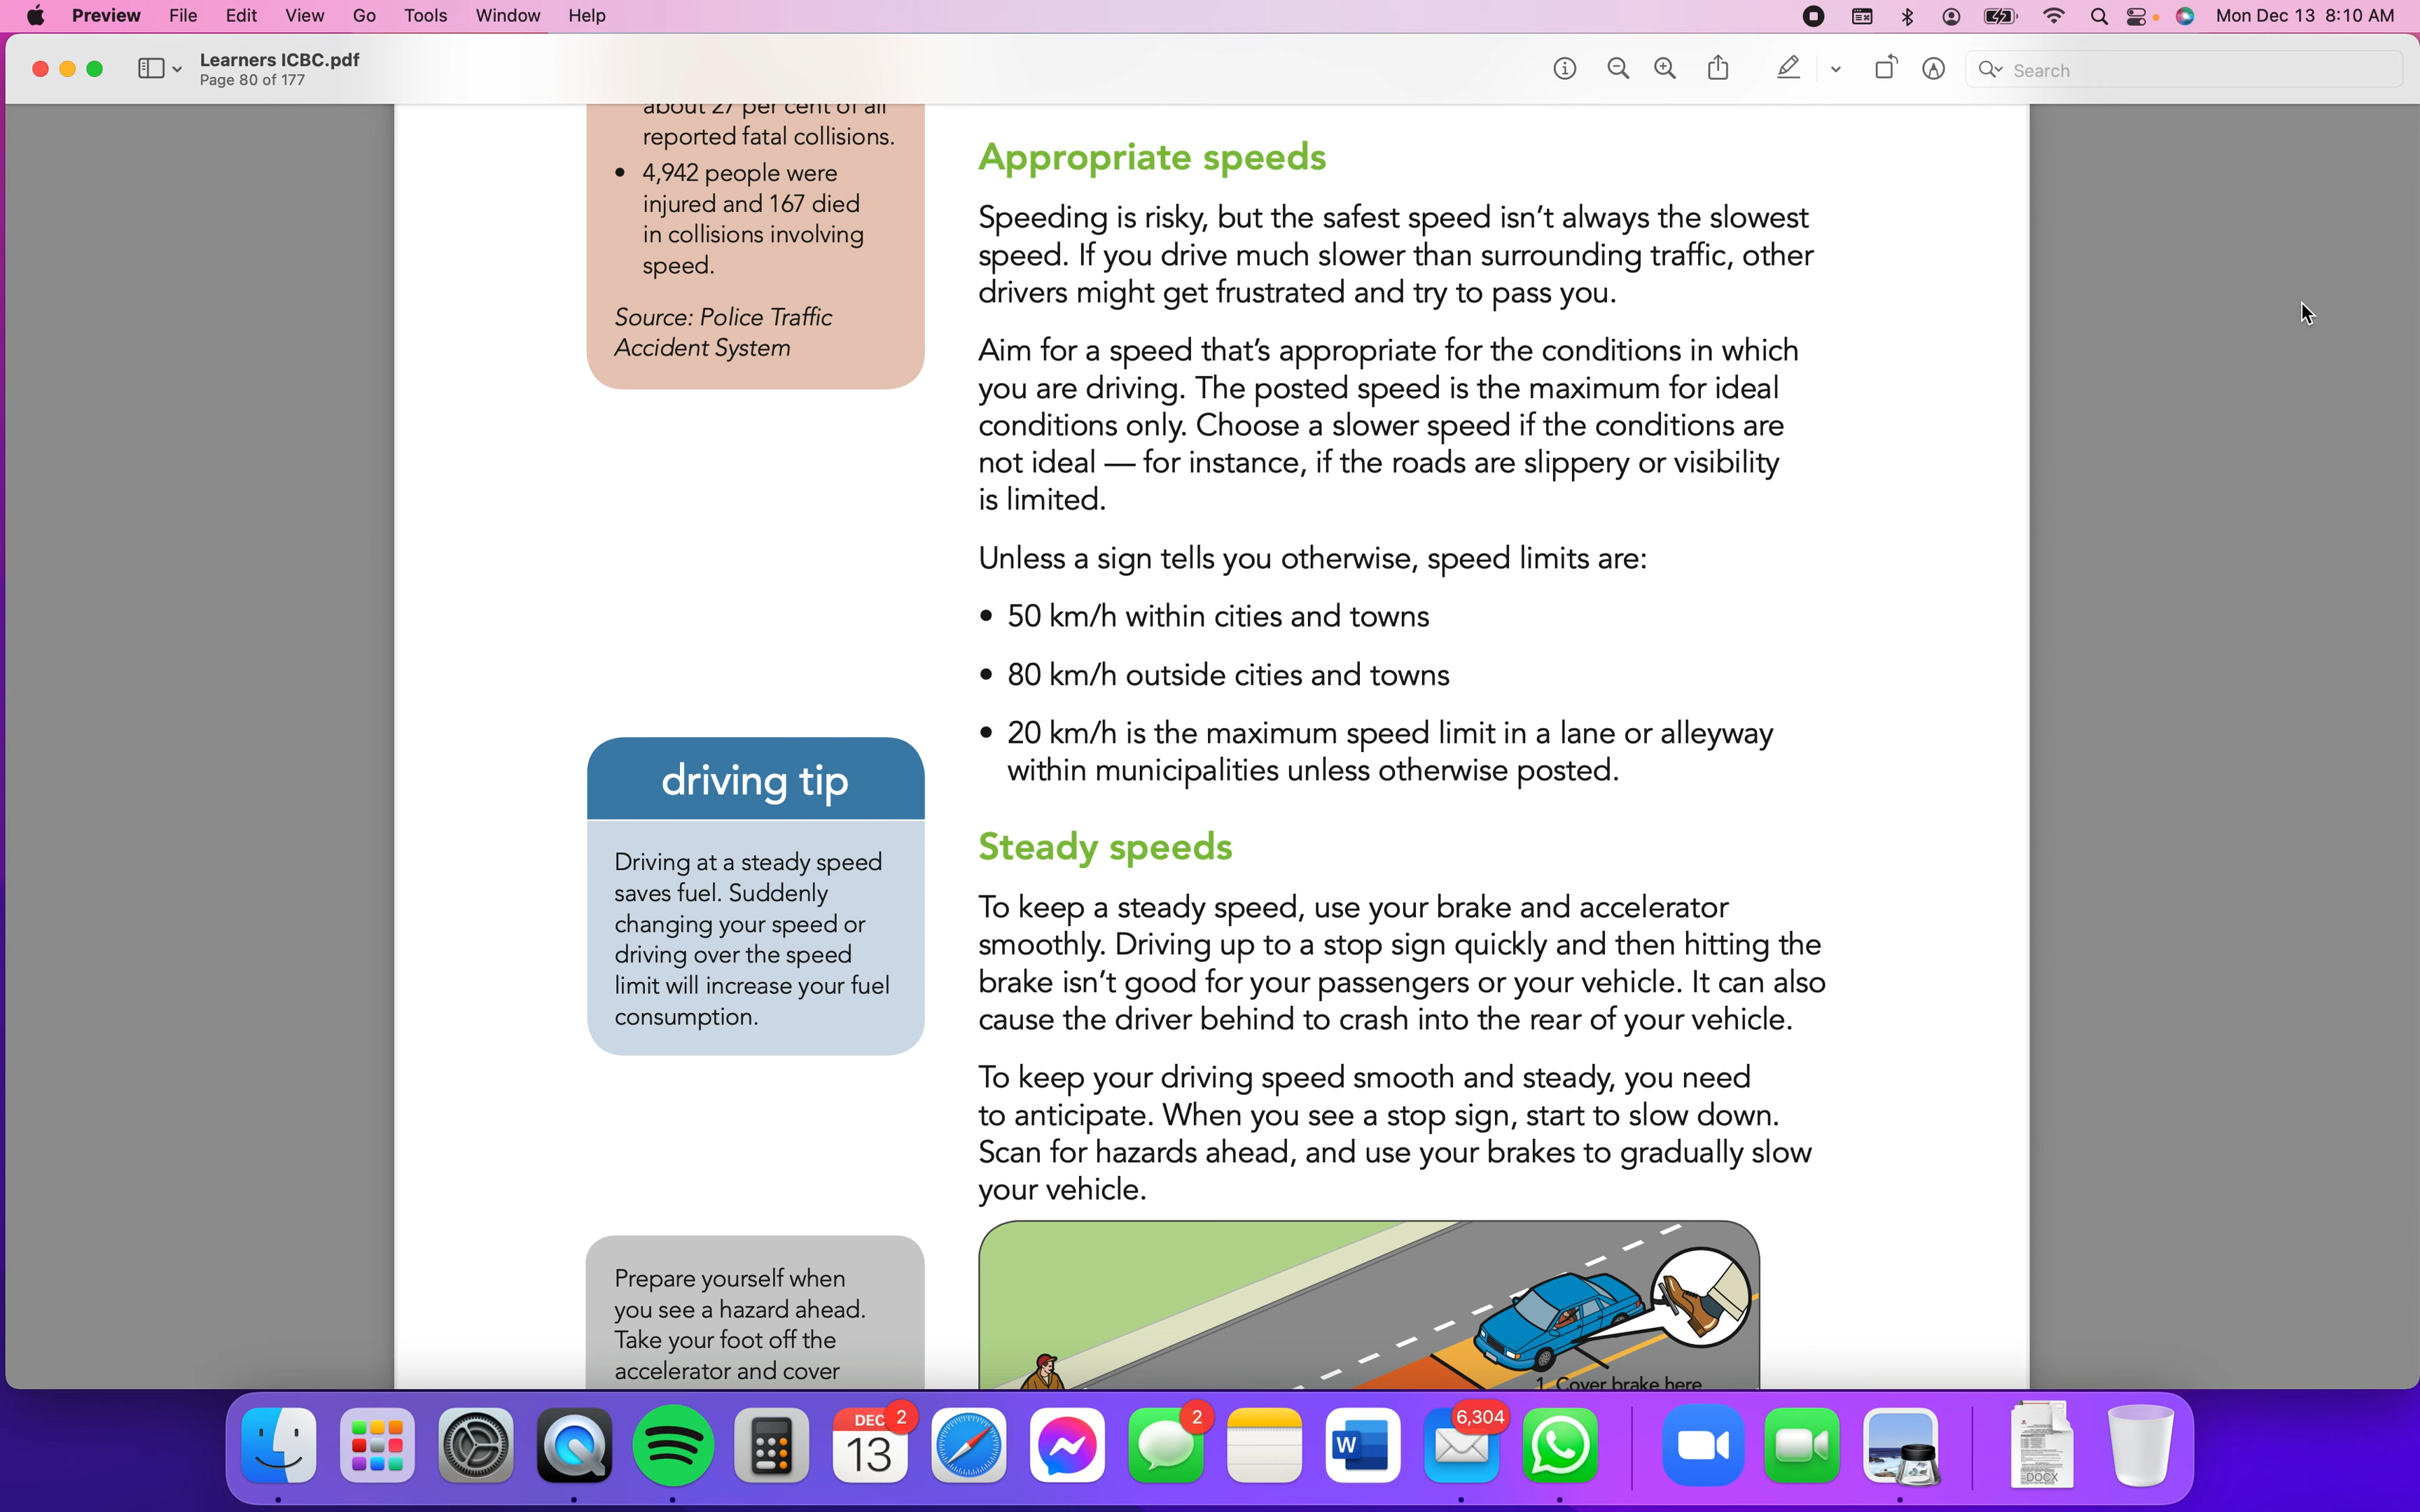 Preview File Edit View Go Tools Window Help Mon Dec 13 8:10 AM
Learners ICBC.pdf
Page 80 of 177
Search
about 27 per cent of all
reported fatal collisions.
• 4,942 people were
injured and 167 died
in collisions involving
speed.
Source: Police Traffic
Accident System
Appropriate speeds
Speeding is risky, but the safest speed isn't always the slowest
speed. If you drive much slower than surrounding traffic, other
drivers might get frustrated and try to pass you.
Aim for a speed that's appropriate for the conditions in which
you are driving. The posted speed is the maximum for ideal
conditions only. Choose a slower speed if the conditions are
not ideal — for instance, if the roads are slippery or visibility
is limited.
Unless a sign tells you otherwise, speed limits are:
• 50 km/h within cities and towns
• 80 km/h outside cities and towns
• 20 km/h is the maximum speed limit in a lane or alleyway
within municipalities unless otherwise posted.
driving tip
Driving at a steady speed
saves fuel. Suddenly
changing your speed or
driving over the speed
limit will increase your fuel
consumption.
Steady speeds
To keep a steady speed, use your brake and accelerator
smoothly. Driving up to a stop sign quickly and then hitting the
brake isn't good for your passengers or your vehicle. It can also
cause the driver behind to crash into the rear of your vehicle.
To keep your driving speed smooth and steady, you need
to anticipate. When you see a stop sign, start to slow down.
Scan for hazards ahead, and use your brakes to gradually slow
your vehicle.
Prepare yourself when
you see a hazard ahead.
Take your foot off the
accelerator and cover
1. Cover brake here
DEC 2
13
2
W
6,304
DOCX